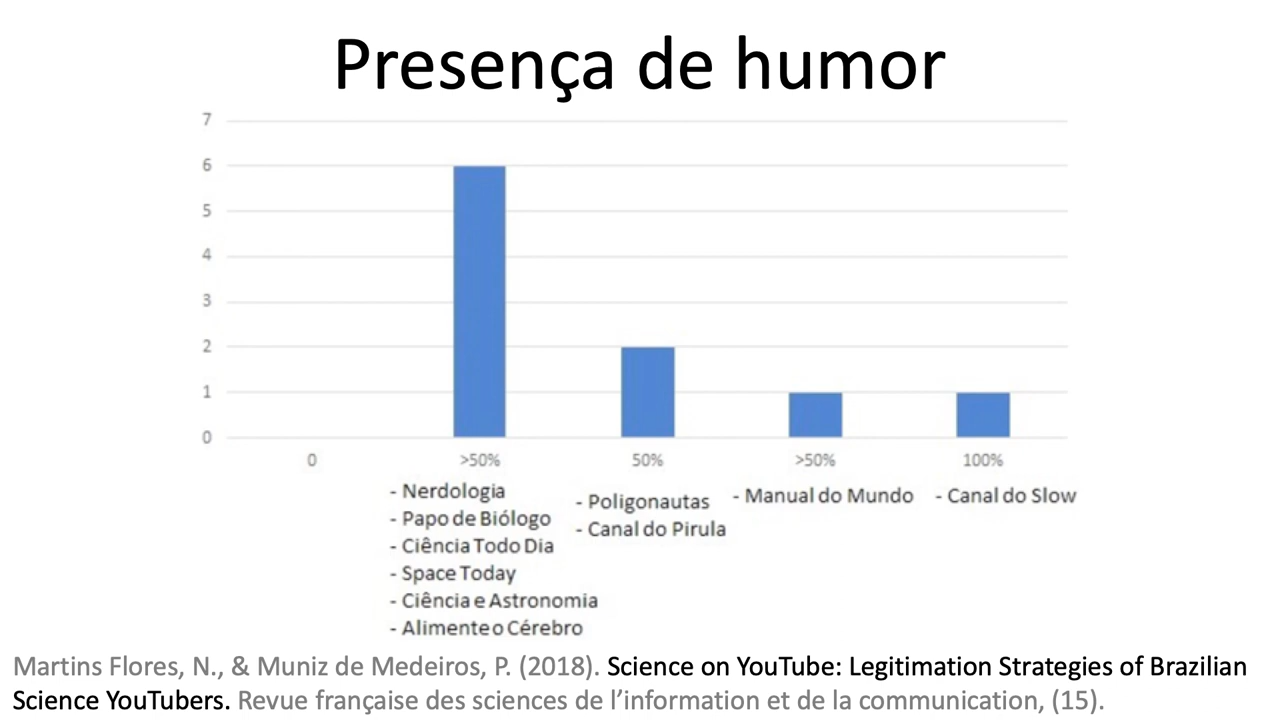 Presença de humor
7
6
5
4
3
2
1
0
0 >50% 50% >50% 100%
- Nerdologia
- Papo de Biólogo
- Ciência Todo Dia
- Space Today
- Ciência e Astronomia
- Alimente o Cérebro
- Poligonautas
- Canal do Pirula
- Manual do Mundo
- Canal do Slow
Martins Flores, N., & Muniz de Medeiros, P. (2018). Science on YouTube: Legitimation Strategies of Brazilian
Science YouTubers. Revue française des sciences de l’information et de la communication, (15).